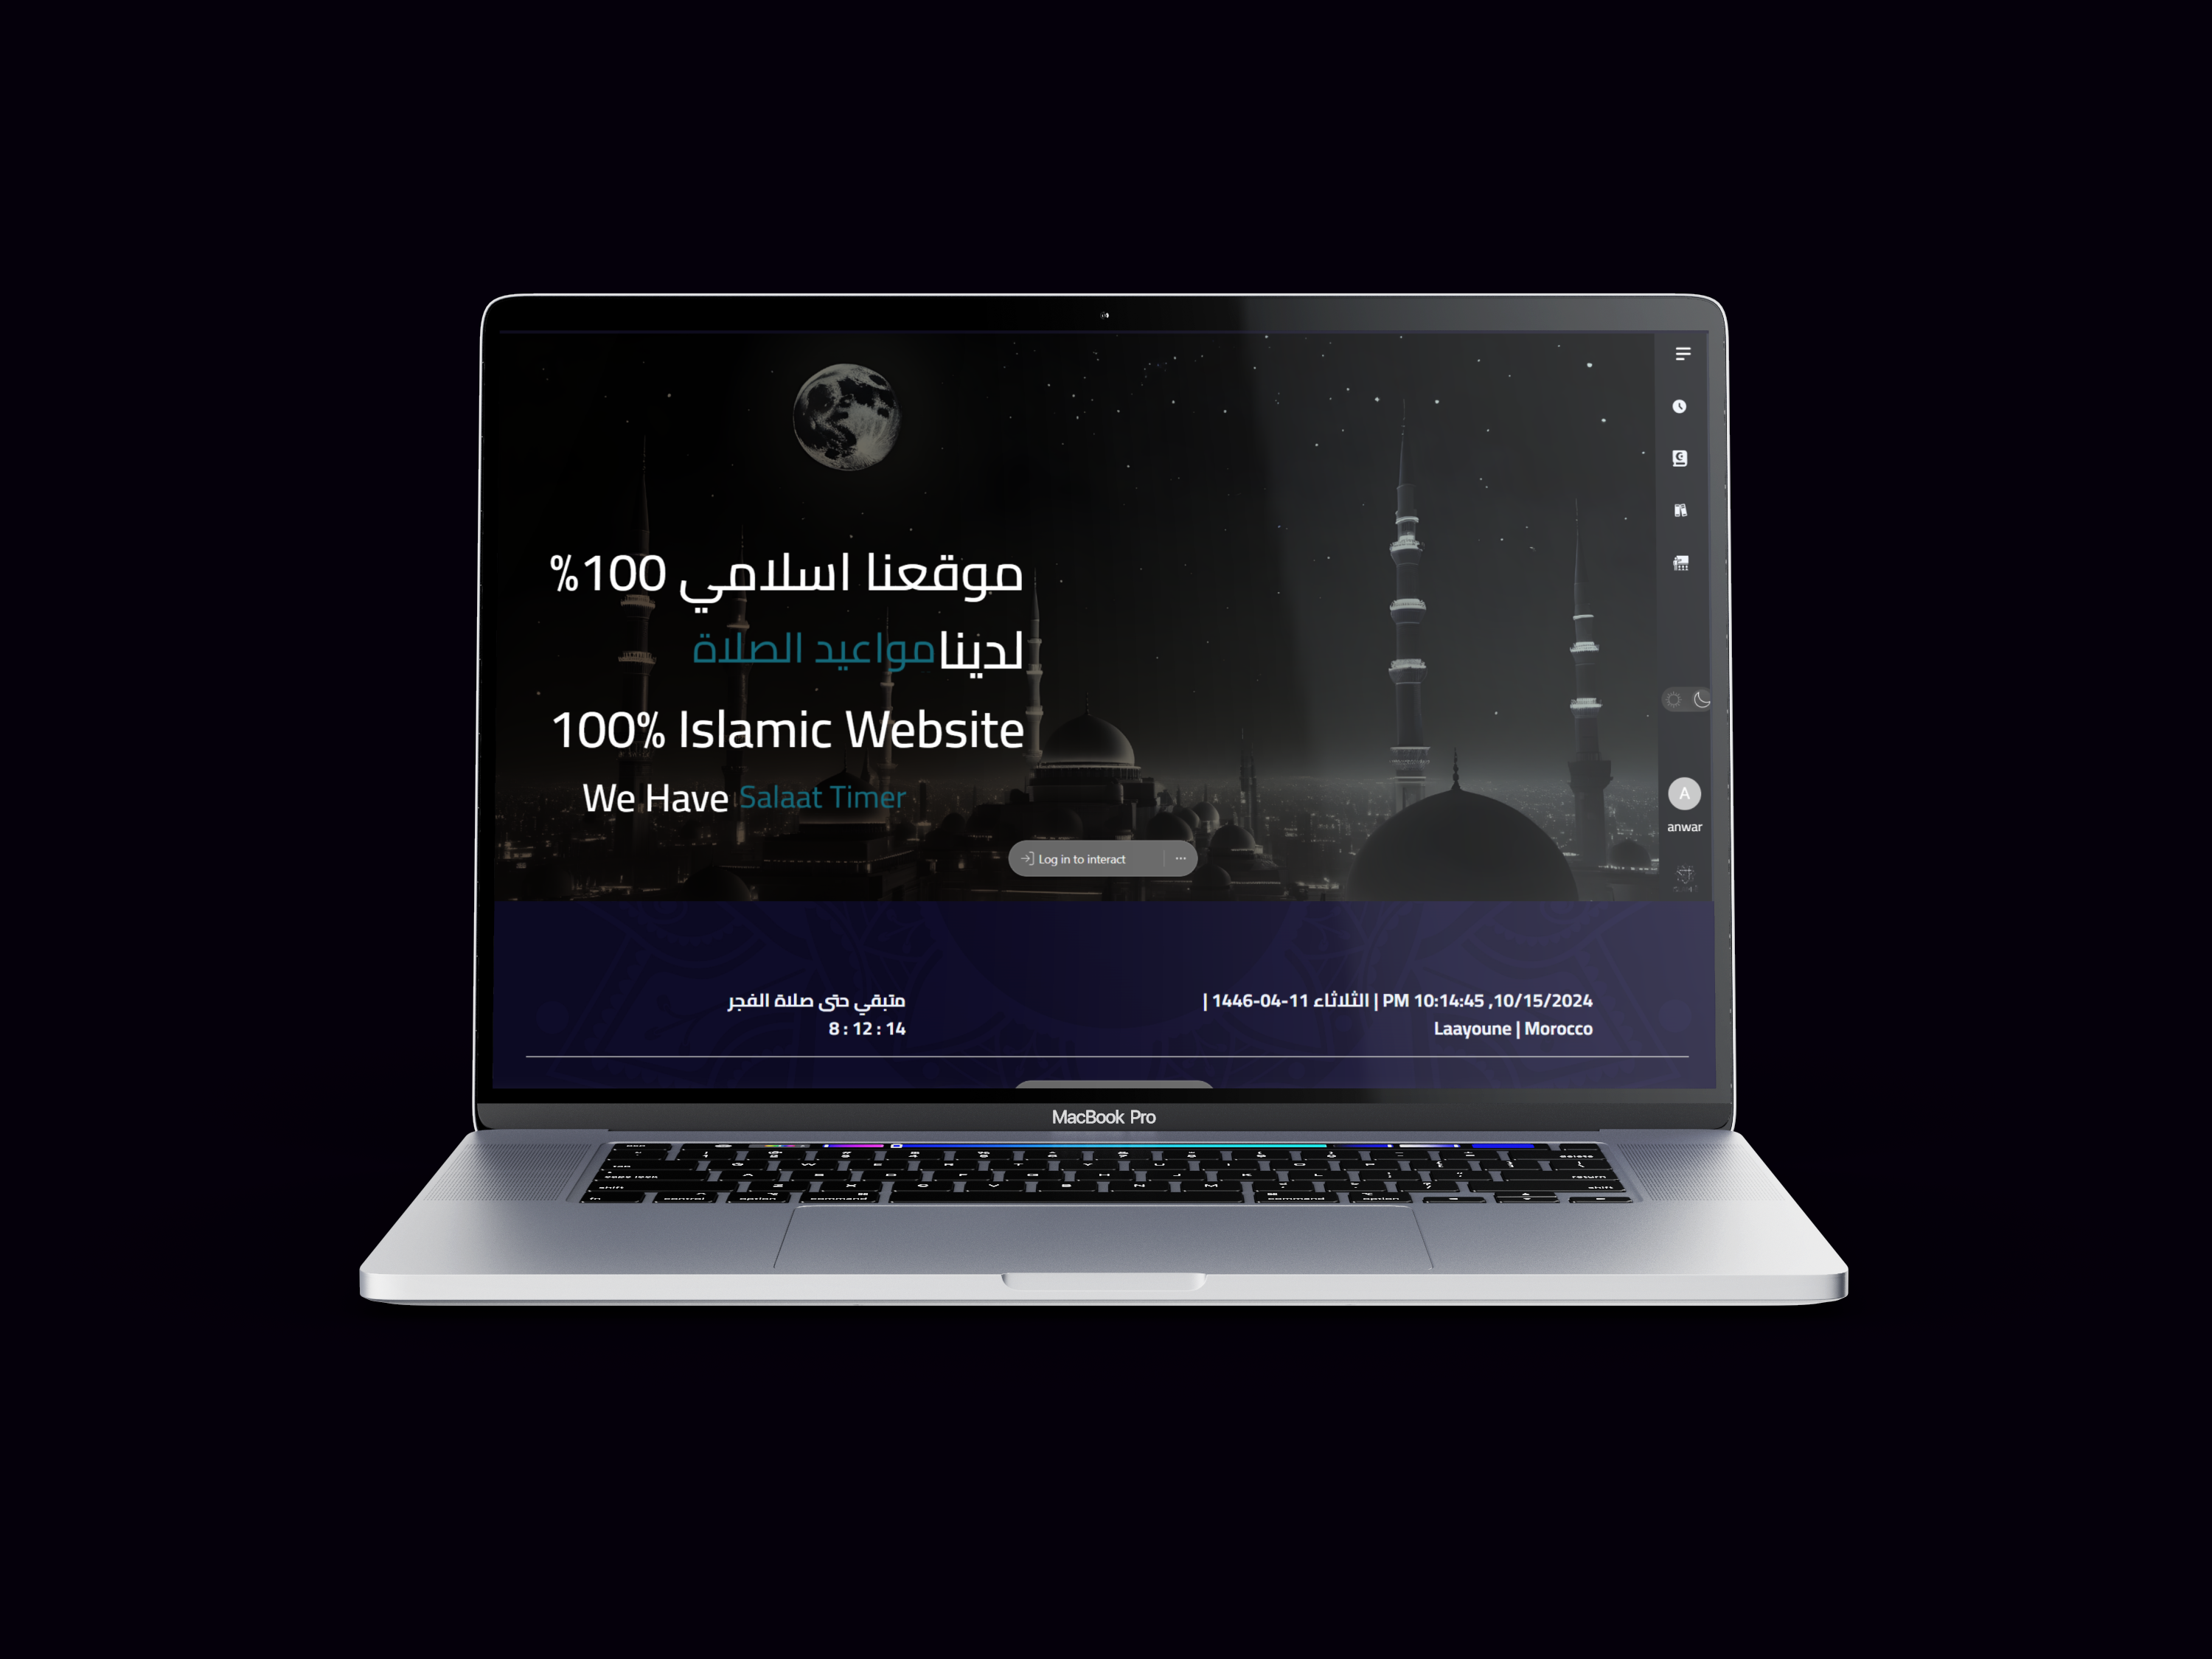 موقعنا اسلامي 100%
لدينا مواعيد الصلاة
100% Islamic Website
We Have Salaat Timer
A
anwar
Log in to interact
10/15/2024, 10:14:45 PM | الثلاثاء 11-04-1446 |
Laayoune | Morocco
متبقي حتى صلاة الفجر
8 : 12 : 14
MacBook Pro